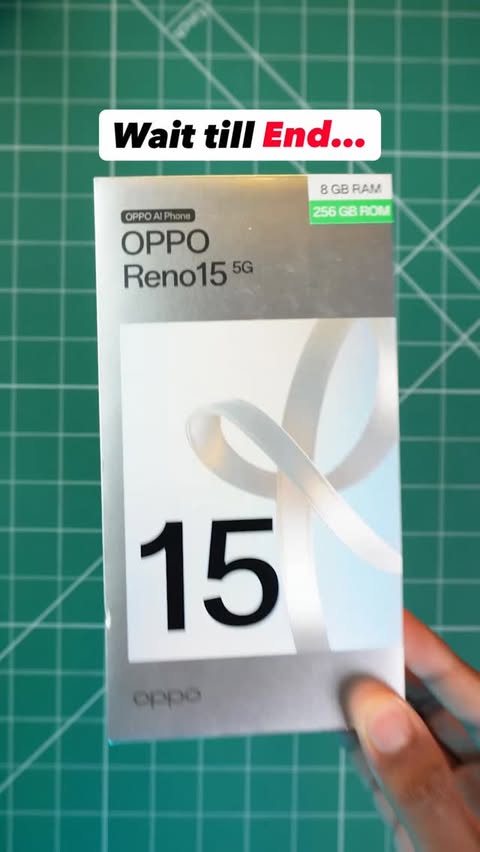 Wait till End...
8 GB RAM
256 GB ROM
OPPO AI Phone
OPPO
Reno15 5G
15
oppo